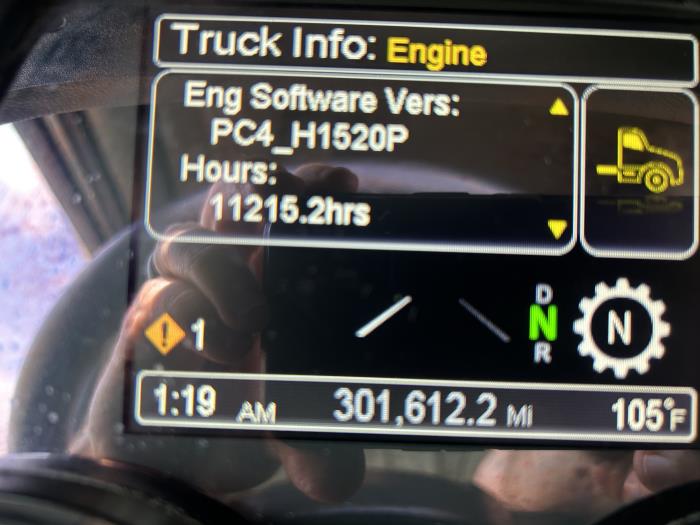 Truck Info: Engine
Eng Software Vers:
PC4_H1520P
Hours:
11215.2hrs
D
N
R
N
! 1
1:19 AM 301,612.2 MI 105°F